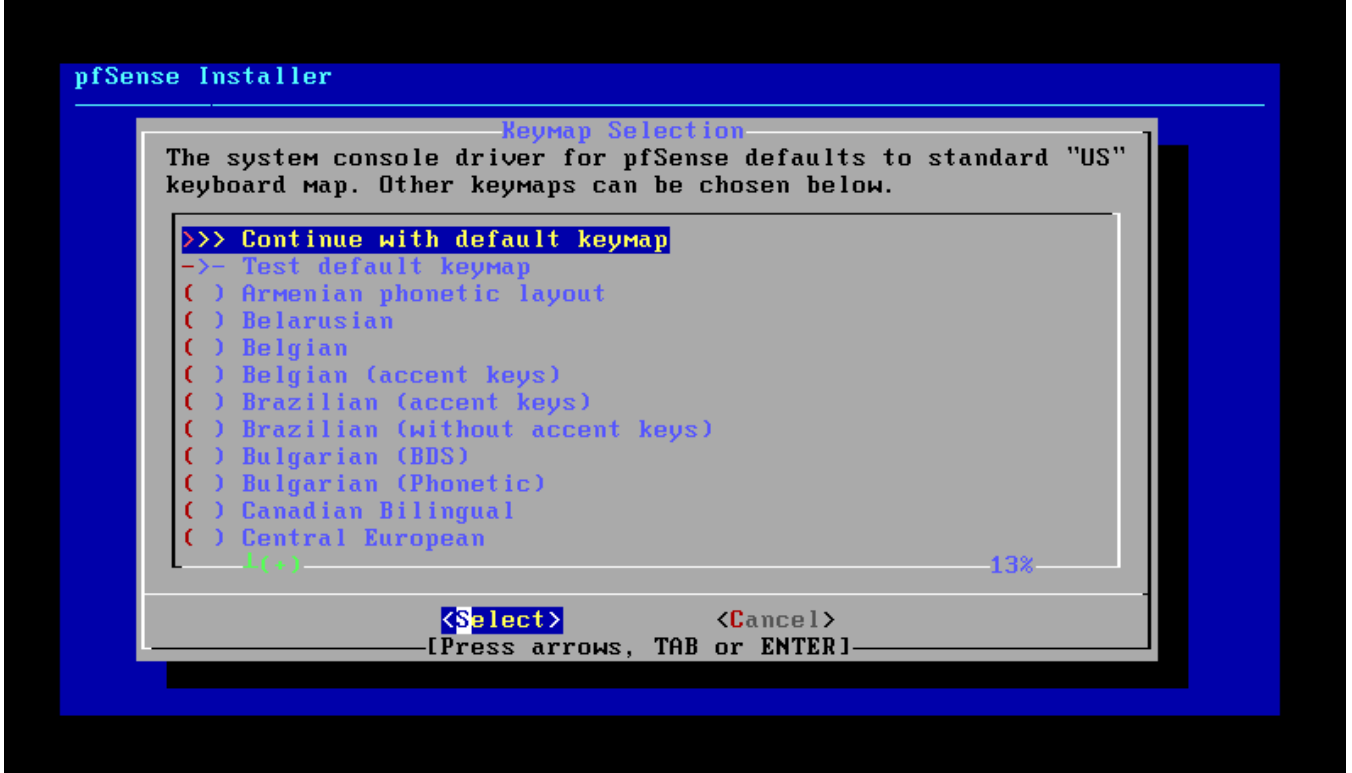 pfSense Installer
Keymap Selection
The system console driver for pfSense defaults to standard "US"
keyboard map. Other keymaps can be chosen below.
>>> Continue with default keymap
->- Test default keymap
( ) Armenian phonetic layout
( ) Belarusian
( ) Belgian
( ) Belgian (accent keys)
( ) Brazilian (accent keys)
( ) Brazilian (without accent keys)
( ) Bulgarian (BDS)
( ) Bulgarian (Phonetic)
( ) Canadian Bilingual
( ) Central European
┴(+) 13%
<Select> <Cancel>
[Press arrows, TAB or ENTER]